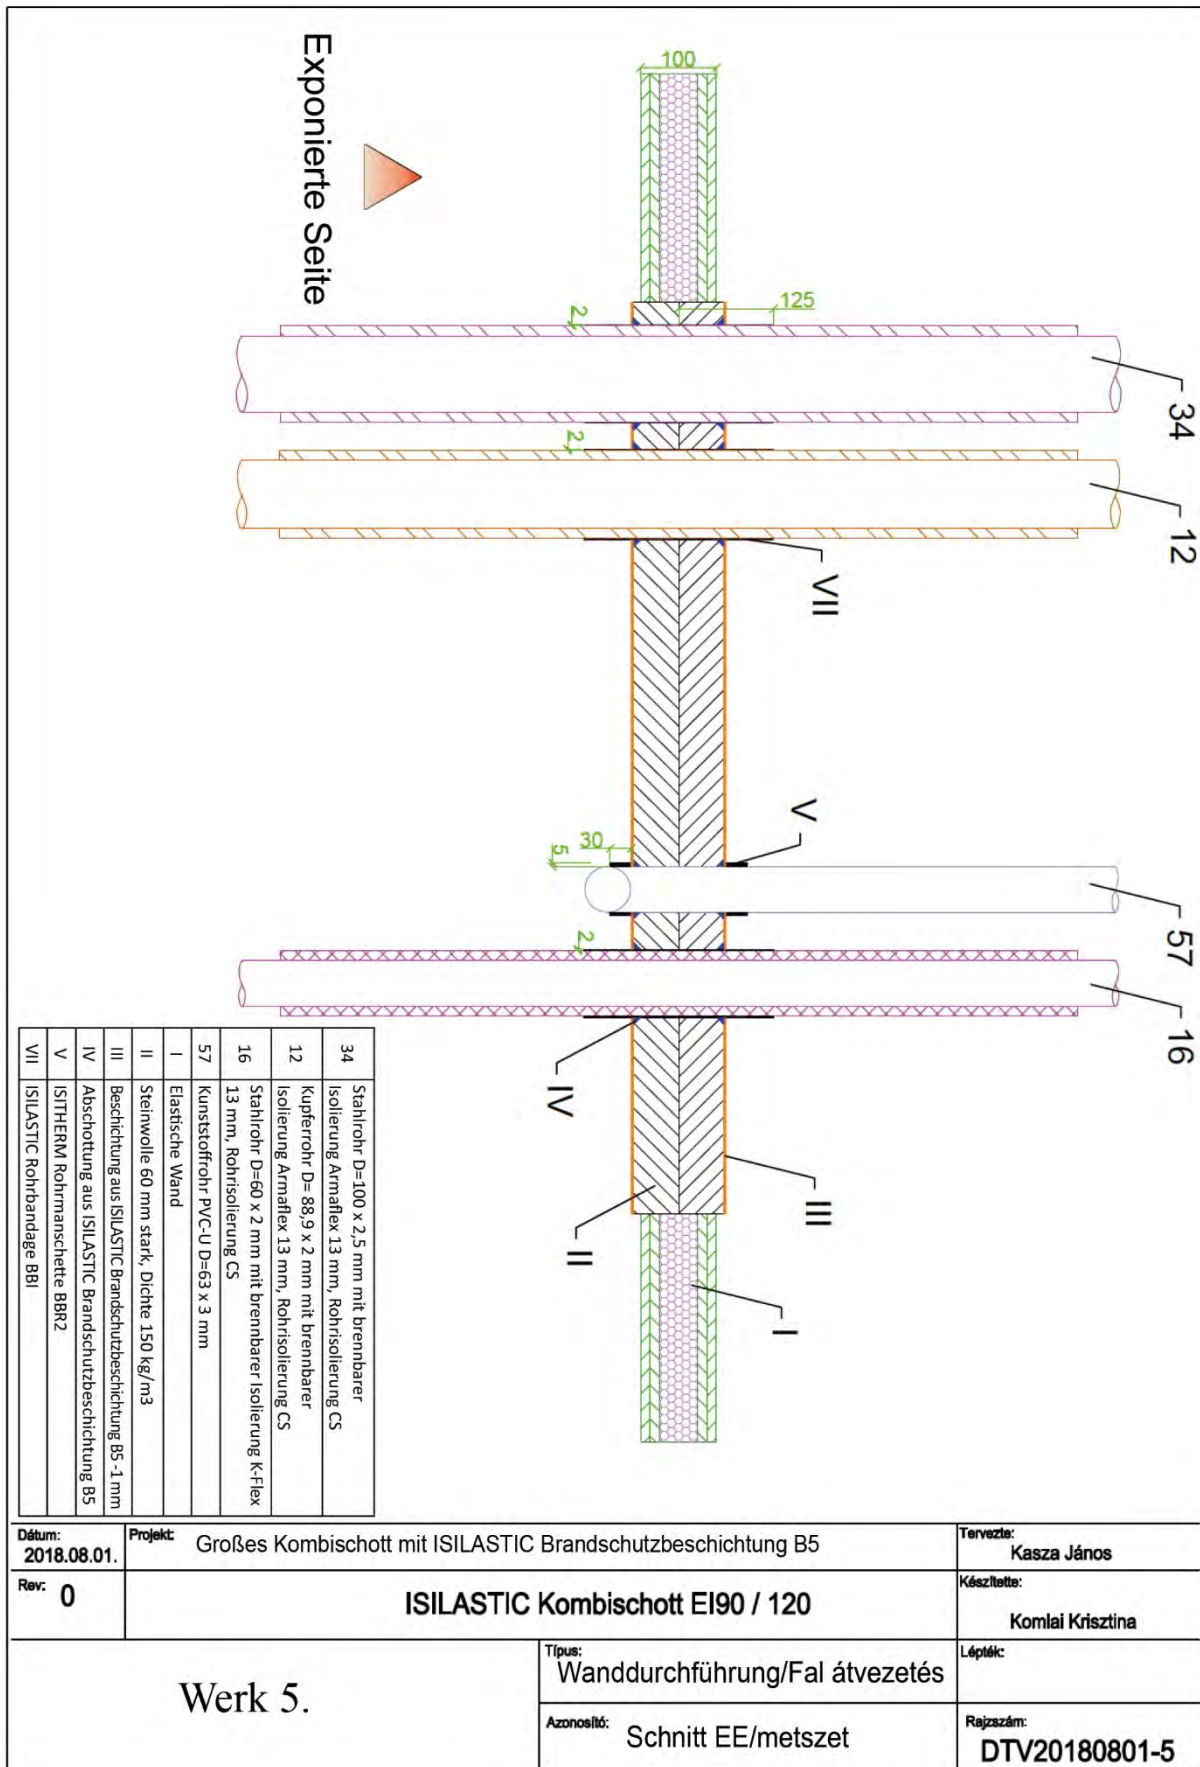 Exponierte Seite
100
125
2
34
2
12
VII
V
30
5
57
2
16
IV
III
II
I
34 Stahlrohr D=100 x 2,5 mm mit brennbarer
Isolierung Armaflex 13 mm, Rohrisolierung CS
12 Kupferrohr D= 88,9 x 2 mm mit brennbarer
Isolierung Armaflex 13 mm, Rohrisolierung CS
16 Stahlrohr D=60 x 2 mm mit brennbarer Isolierung K-Flex
13 mm, Rohrisolierung CS
57 Kunststoffrohr PVC-U D=63 x 3 mm
I Elastische Wand
II Steinwolle 60 mm stark, Dichte 150 kg/m3
III Beschichtung aus ISILASTIC Brandschutzbeschichtung B5 -1 mm
IV Abschottung aus ISILASTIC Brandschutzbeschichtung B5
V ISITHERM Rohrmanschette BBR2
VII ISILASTIC Rohrbandage BBI
Dátum:
2018.08.01.
Projekt: Großes Kombischott mit ISILASTIC Brandschutzbeschichtung B5
Tervezte:
Kasza János
Rev: 0
ISILASTIC Kombischott EI90 / 120
Készítette:
Komlai Krisztina
Werk 5.
Típus:
Wanddurchführung/Fal átvezetés
Lépték:
Azonosító: Schnitt EE/metszet
Rajzszám:
DTV20180801-5